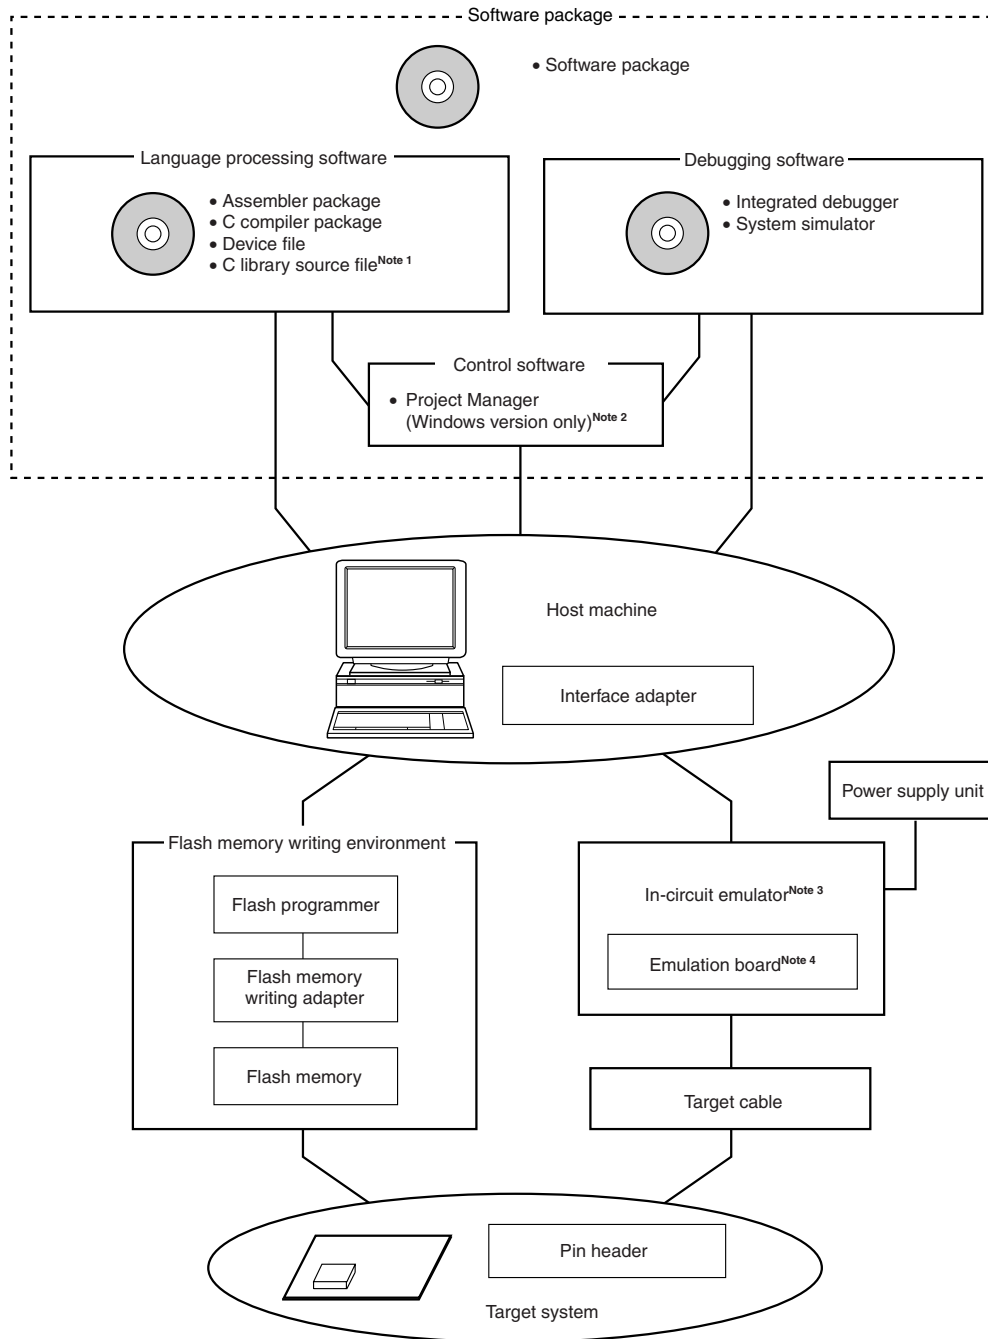 Software package
• Software package
Language processing software
• Assembler package
• C compiler package
• Device file
• C library source fileNote 1
Debugging software
• Integrated debugger
• System simulator
Control software
• Project Manager
(Windows version only)Note 2
Host machine
Interface adapter
Power supply unit
Flash memory writing environment
Flash programmer
Flash memory
writing adapter
Flash memory
In-circuit emulatorNote 3
Emulation boardNote 4
Target cable
Pin header
Target system